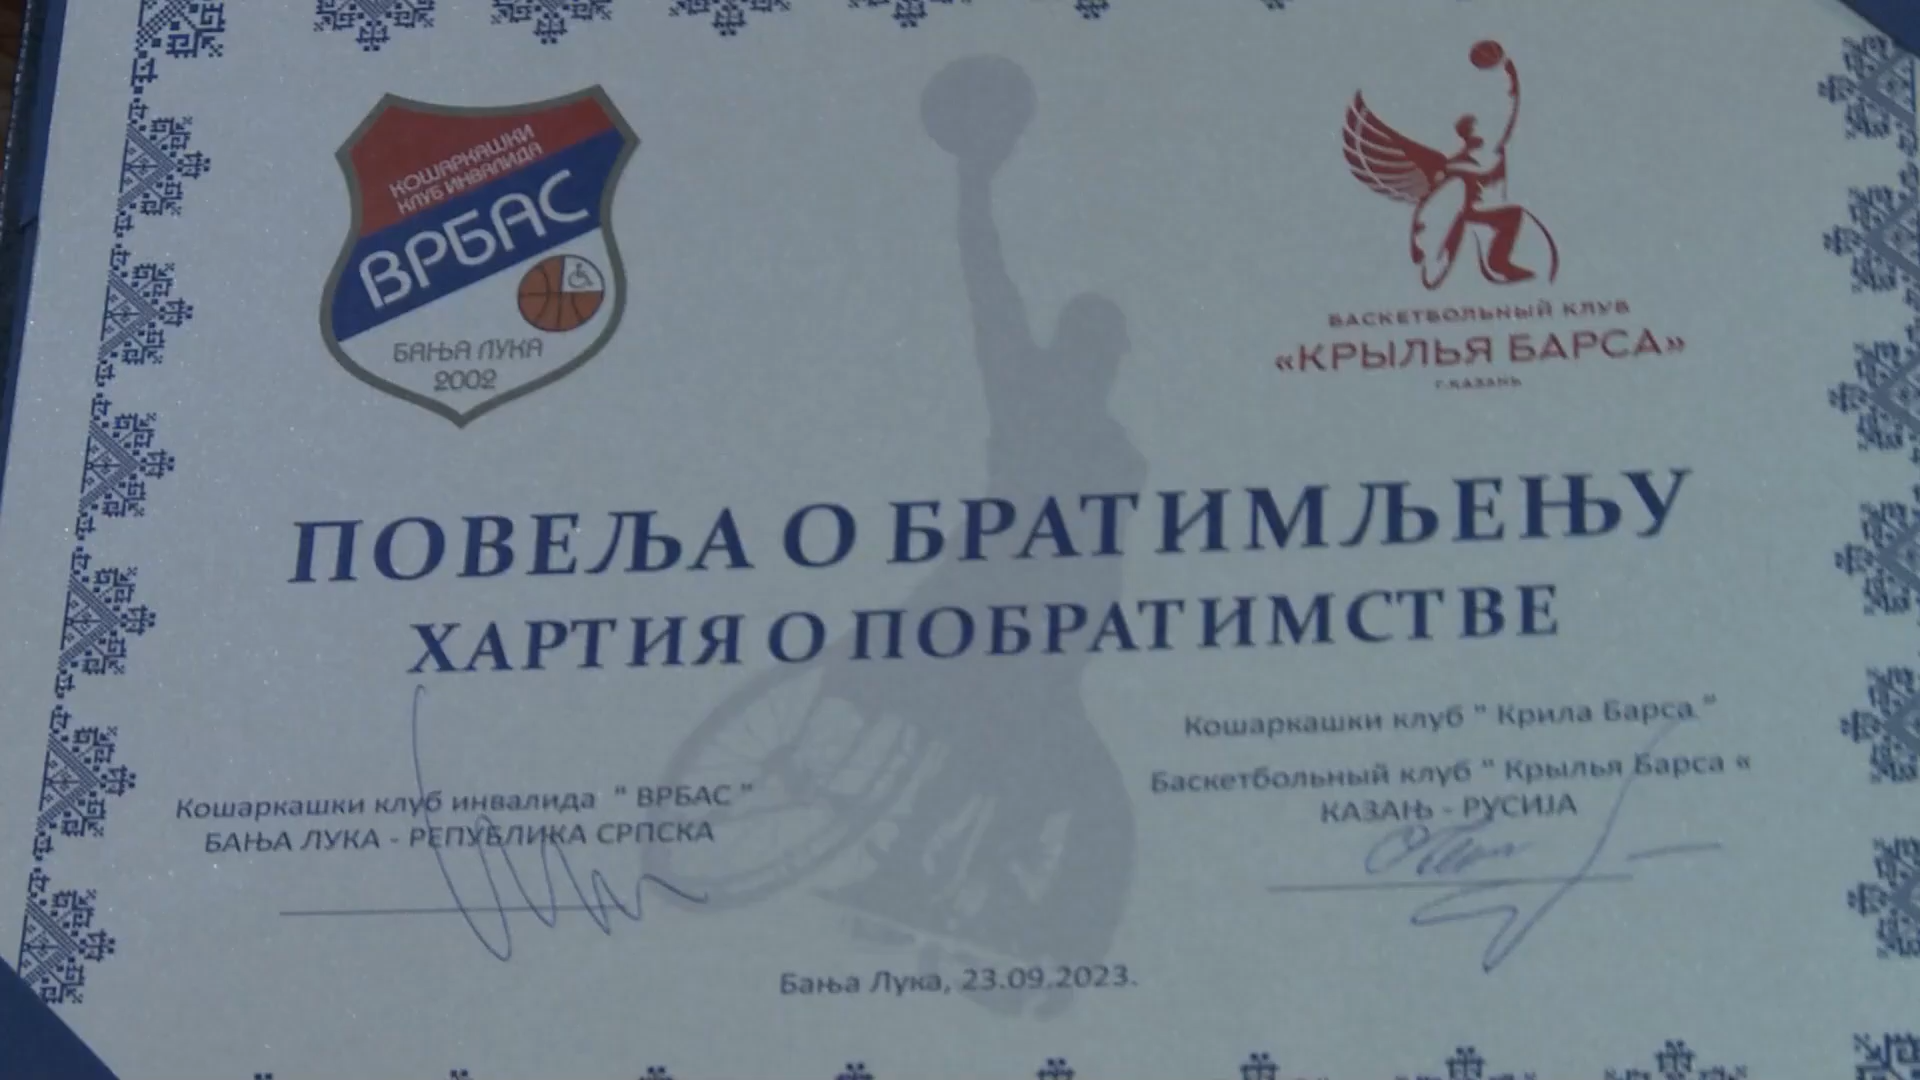 КОШАРКАШКИ
КЛУБ ИНВАЛИДА
ВРБАС
БАЊА ЛУКА
2002
БАСКЕТБОЛЬНЫЙ КЛУБ
«КРЫЛЬЯ БАРСА»
Г.КАЗАНЬ
ПОВЕЉА О БРАТИМЉЕЊУ
ХАРТИЯ О ПОБРАТИМСТВЕ
Кошаркашки клуб инвалида " ВРБАС "
БАЊА ЛУКА - РЕПУБЛИКА СРПСКА
Кошаркашки клуб " Крила Барса "
Баскетбольный клуб " Крылья Барса “
КАЗАЊ - РУСИЈА
Бања Лука, 23.09.2023.